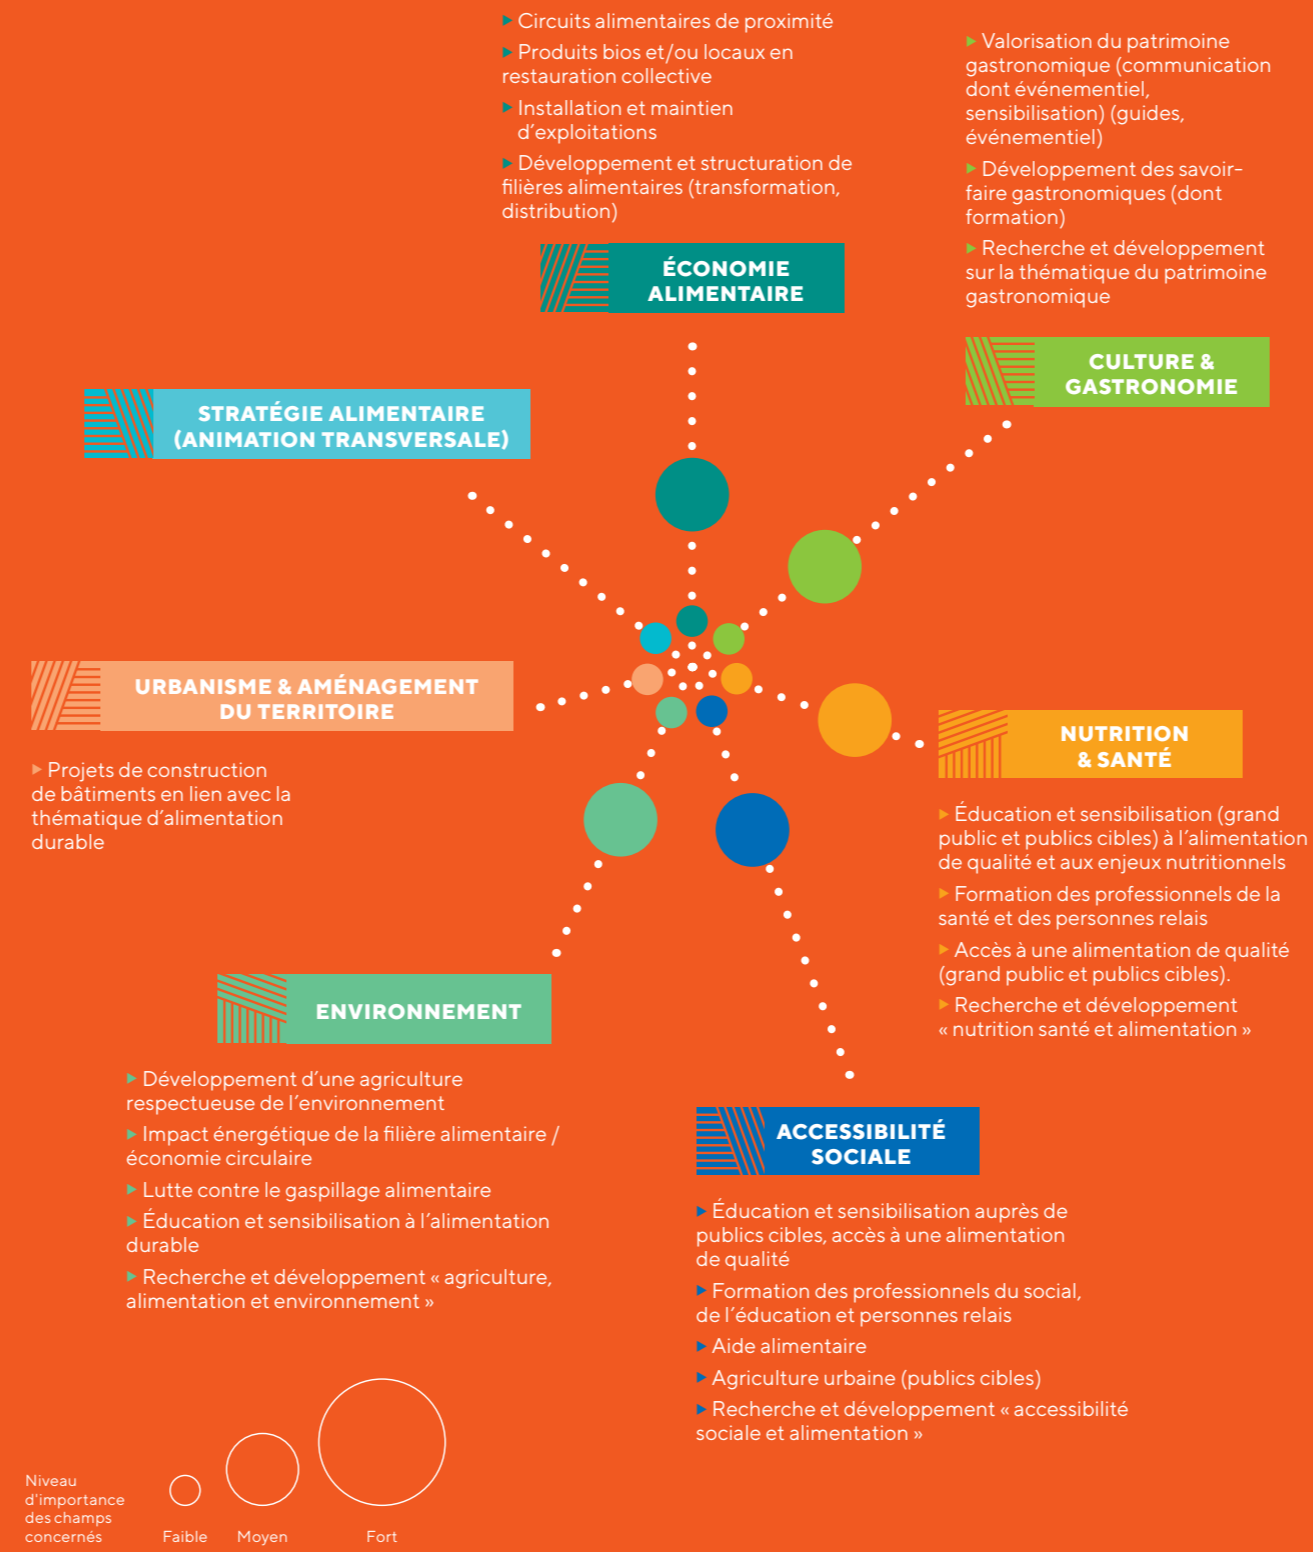 ▶ Circuits alimentaires de proximité
▶ Produits bios et/ou locaux en
restauration collective
▶ Installation et maintien
d’exploitations
▶ Développement et structuration de
filières alimentaires (transformation,
distribution)
ÉCONOMIE
ALIMENTAIRE
▶ Valorisation du patrimoine
gastronomique (communication
dont événementiel,
sensibilisation) (guides,
événementiel)
▶ Développement des savoir-
faire gastronomiques (dont
formation)
▶ Recherche et développement
sur la thématique du patrimoine
gastronomique
CULTURE &
GASTRONOMIE
STRATÉGIE ALIMENTAIRE
(ANIMATION TRANSVERSALE)
URBANISME & AMÉNAGEMENT
DU TERRITOIRE
▶ Projets de construction
de bâtiments en lien avec la
thématique d’alimentation
durable
NUTRITION
& SANTÉ
▶ Éducation et sensibilisation (grand
public et publics cibles) à l’alimentation
de qualité et aux enjeux nutritionnels
▶ Formation des professionnels de la
santé et des personnes relais
▶ Accès à une alimentation de qualité
(grand public et publics cibles).
▶ Recherche et développement
« nutrition santé et alimentation »
ENVIRONNEMENT
▶ Développement d’une agriculture
respectueuse de l’environnement
▶ Impact énergétique de la filière alimentaire /
économie circulaire
▶ Lutte contre le gaspillage alimentaire
▶ Éducation et sensibilisation à l’alimentation
durable
▶ Recherche et développement « agriculture,
alimentation et environnement »
ACCESSIBILITÉ
SOCIALE
▶ Éducation et sensibilisation auprès de
publics cibles, accès à une alimentation
de qualité
▶ Formation des professionnels du social,
de l’éducation et personnes relais
▶ Aide alimentaire
▶ Agriculture urbaine (publics cibles)
▶ Recherche et développement « accessibilité
sociale et alimentation »
Niveau
d'importance
des champs
concernés
Faible
Moyen
Fort